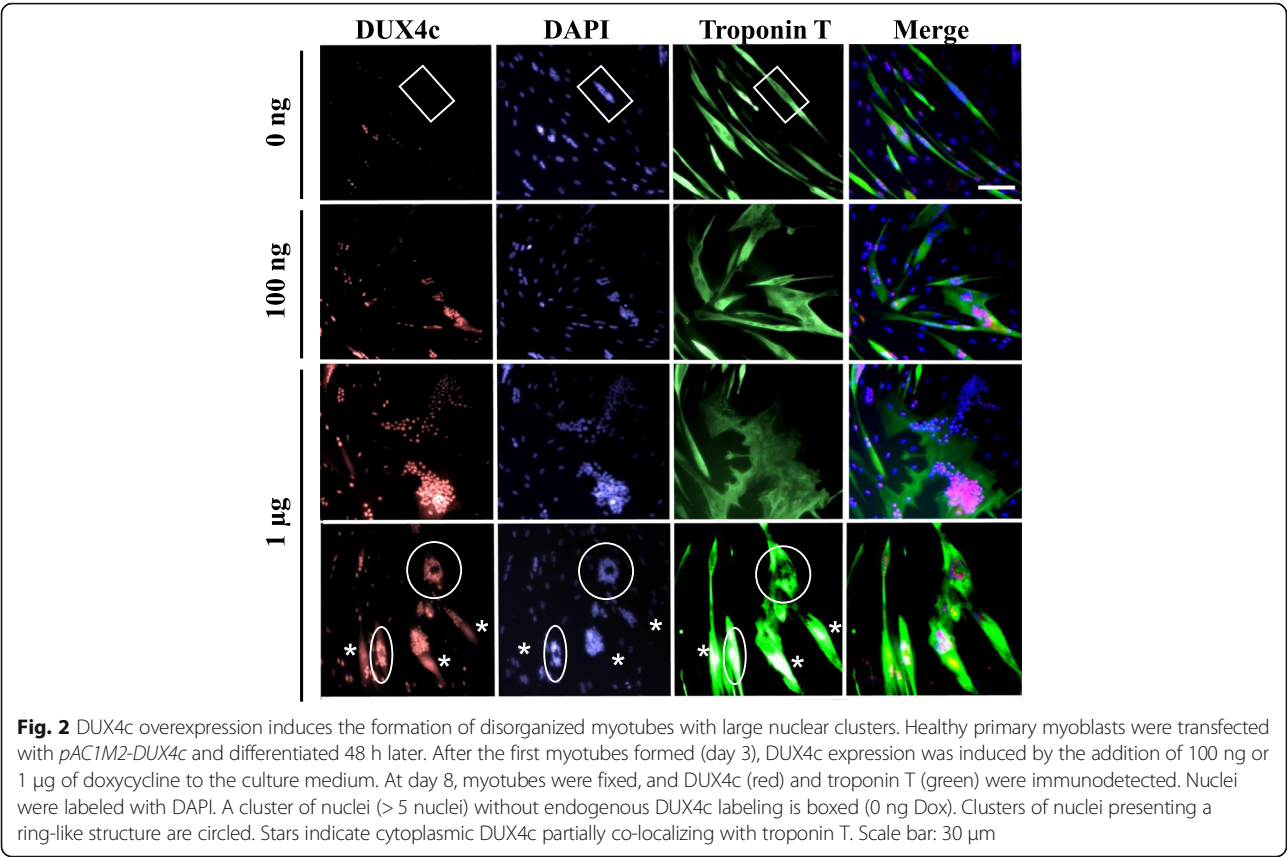 DUX4c DAPI Troponin T Merge
0 ng
100 ng
1 µg
* * *
* * *
* * *
Fig. 2 DUX4c overexpression induces the formation of disorganized myotubes with large nuclear clusters. Healthy primary myoblasts were transfected
with pAC1M2-DUX4c and differentiated 48 h later. After the first myotubes formed (day 3), DUX4c expression was induced by the addition of 100 ng or
1 µg of doxycycline to the culture medium. At day 8, myotubes were fixed, and DUX4c (red) and troponin T (green) were immunodetected. Nuclei
were labeled with DAPI. A cluster of nuclei (> 5 nuclei) without endogenous DUX4c labeling is boxed (0 ng Dox). Clusters of nuclei presenting a
ring-like structure are circled. Stars indicate cytoplasmic DUX4c partially co-localizing with troponin T. Scale bar: 30 µm